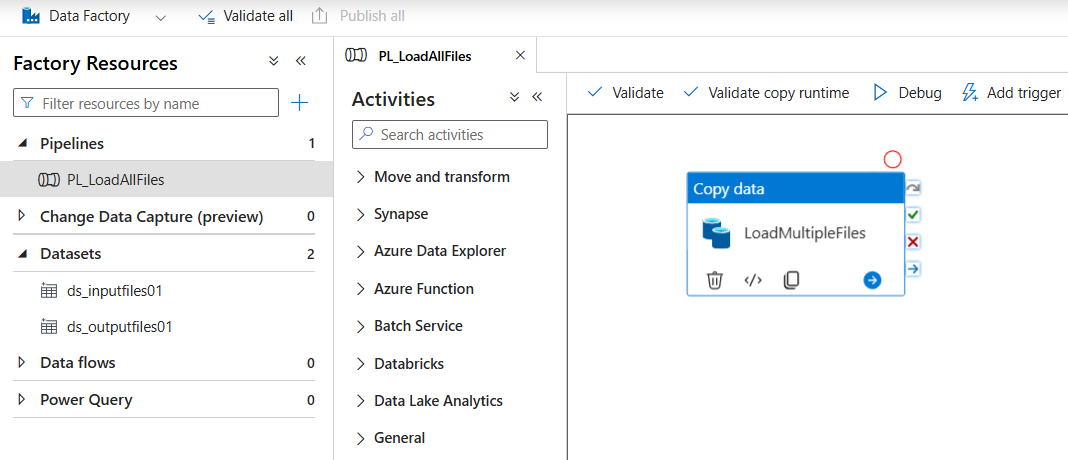 Data Factory
Validate all
Publish all
Factory Resources
Filter resources by name
Pipelines 1
PL_LoadAllFiles
Change Data Capture (preview) 0
Datasets 2
ds_inputfiles01
ds_outputfiles01
Data flows 0
Power Query 0
PL_LoadAllFiles
Activities
Search activities
Move and transform
Synapse
Azure Data Explorer
Azure Function
Batch Service
Databricks
Data Lake Analytics
General
Validate
Validate copy runtime
Debug
Add trigger
Copy data
LoadMultipleFiles